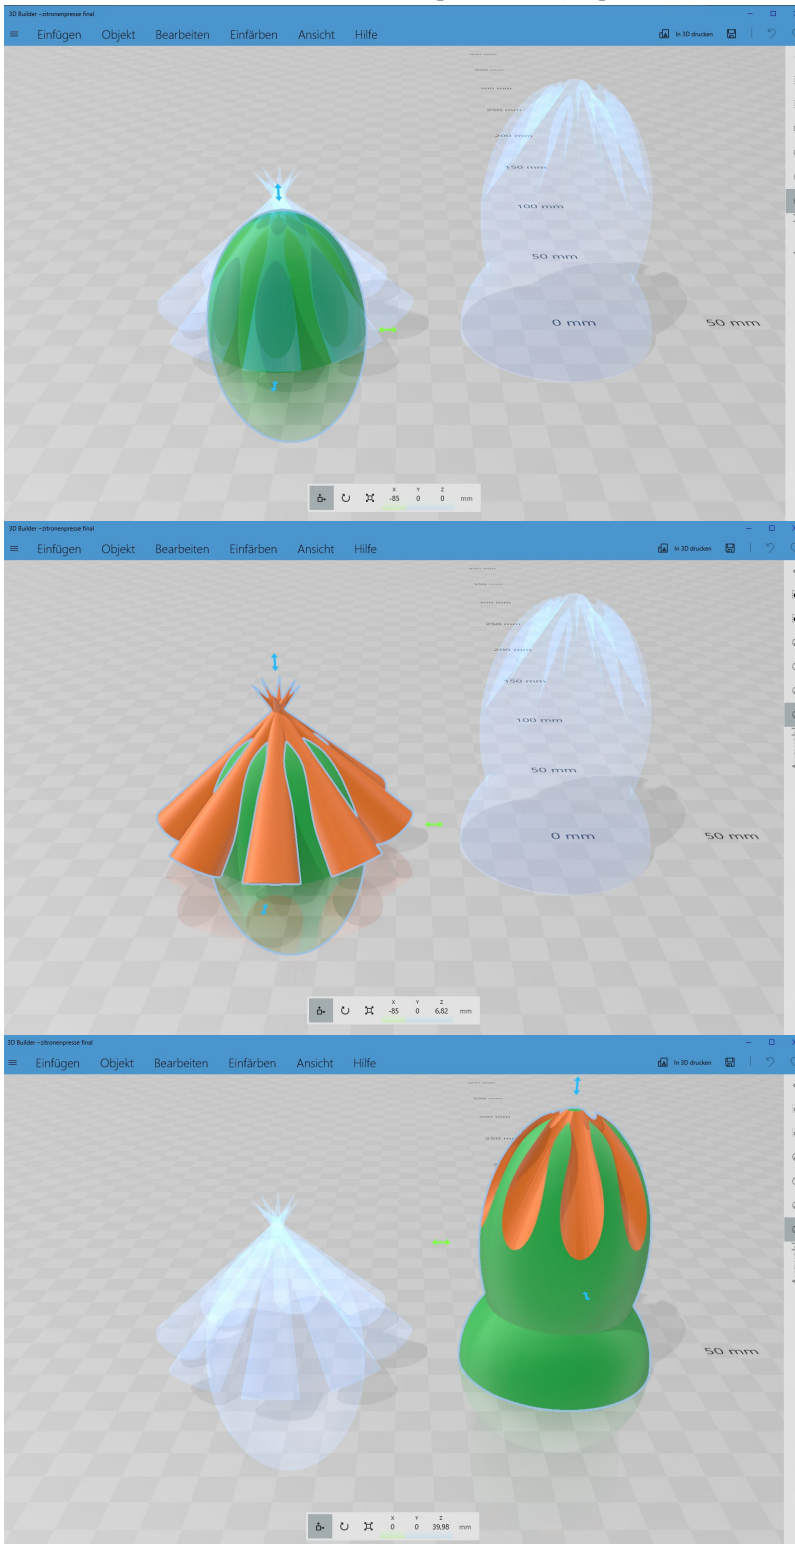 3D Builder –zitronenpresse final
Einfügen Objekt Bearbeiten Einfärben Ansicht Hilfe In 3D drucken
250 mm
200 mm
150 mm
100 mm
50 mm
0 mm 50 mm
X Y Z
-85 0 0 mm
3D Builder –zitronenpresse final
Einfügen Objekt Bearbeiten Einfärben Ansicht Hilfe In 3D drucken
250 mm
200 mm
150 mm
100 mm
50 mm
0 mm 50 mm
X Y Z
-85 0 6.82 mm
3D Builder –zitronenpresse final
Einfügen Objekt Bearbeiten Einfärben Ansicht Hilfe In 3D drucken
250 mm
50 mm
X Y Z
0 0 39.98 mm